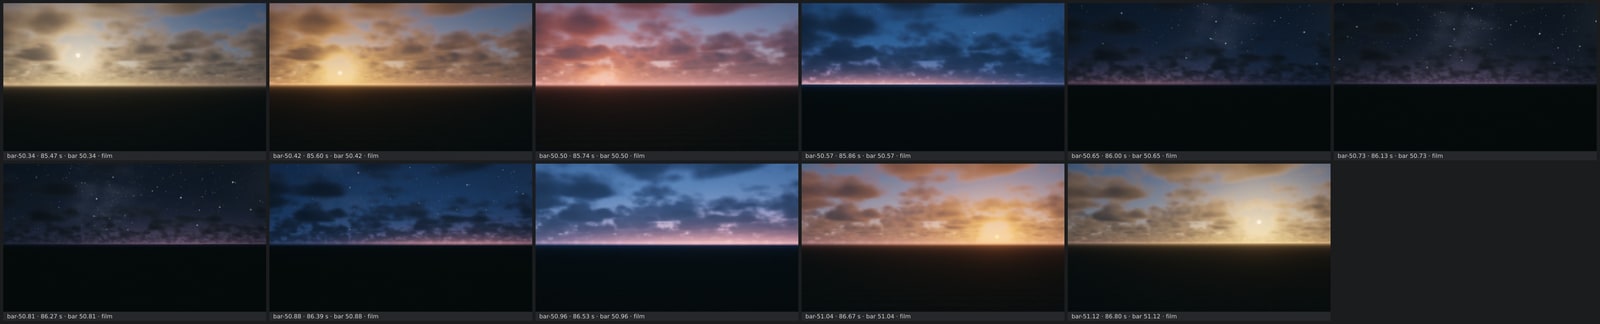 bar-50.34 · 85.47 s · bar 50.34 · film
bar-50.42 · 85.60 s · bar 50.42 · film
bar-50.50 · 85.74 s · bar 50.50 · film
bar-50.57 · 85.86 s · bar 50.57 · film
bar-50.65 · 86.00 s · bar 50.65 · film
bar-50.73 · 86.13 s · bar 50.73 · film
bar-50.81 · 86.27 s · bar 50.81 · film
bar-50.88 · 86.39 s · bar 50.88 · film
bar-50.96 · 86.53 s · bar 50.96 · film
bar-51.04 · 86.67 s · bar 51.04 · film
bar-51.12 · 86.80 s · bar 51.12 · film